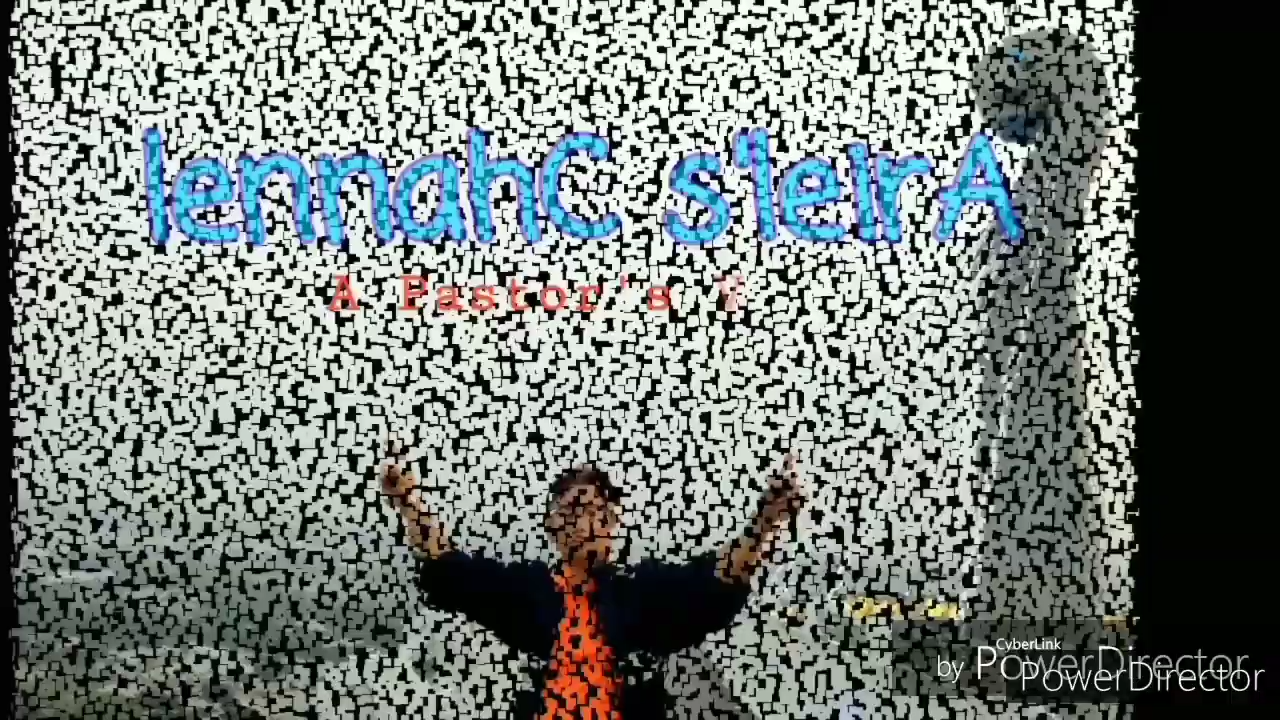 lennahC s'leirA
A Pastor's V
CyberLink
by PowerDirector
PowerDirector